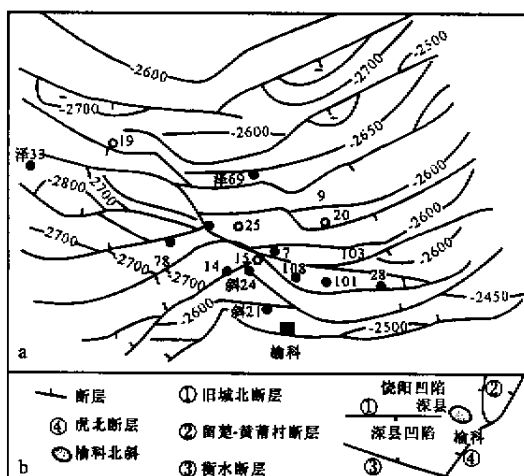 -2600
-2500
-2700
-2700
-2600
-2650
19
泽33
泽69
-2800
-2700
9
20
25
-2600
-2700
78
15
7
103
-2600
14
-2700
斜24
108
101
28
-2600
斜21
-2450
-2500
a
榆科
断层
①旧城北断层
④虎北断层
②留楚-黄莆村断层
榆科北斜
③衡水断层
饶阳凹陷
②
①
深县
深县凹陷
榆科
③
④
b